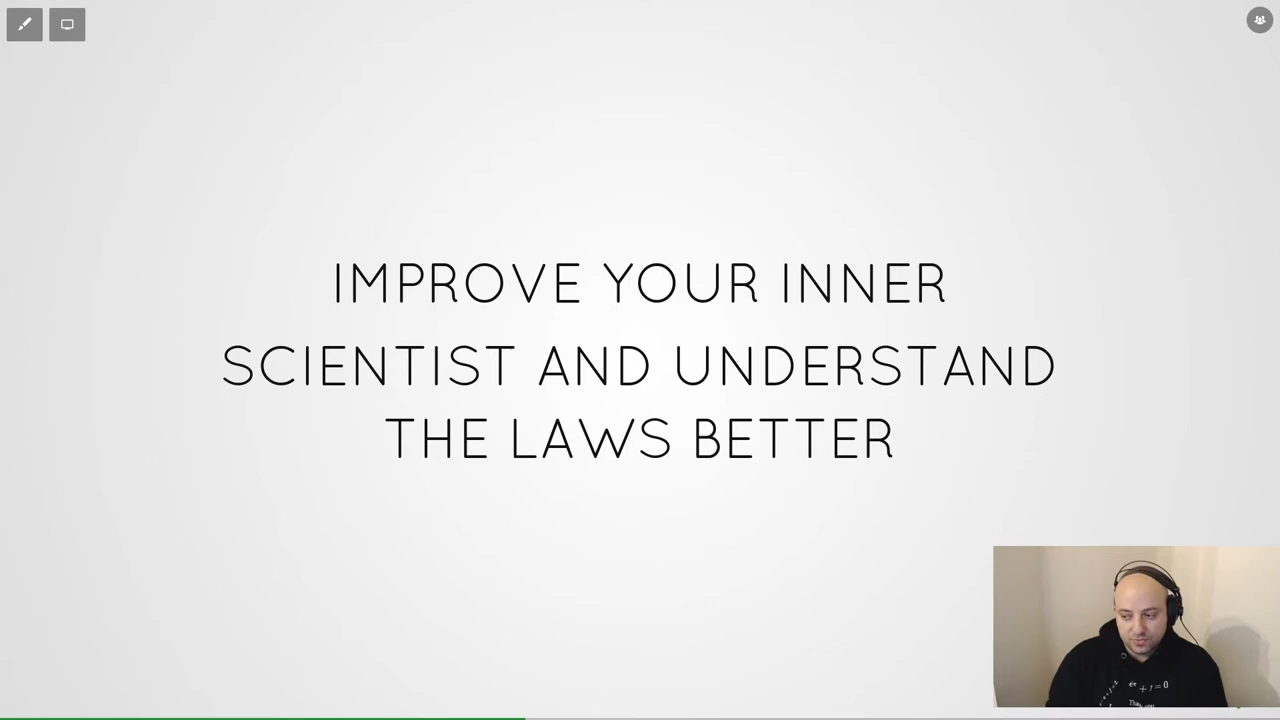 IMPROVE YOUR INNER
SCIENTIST AND UNDERSTAND
THE LAWS BETTER